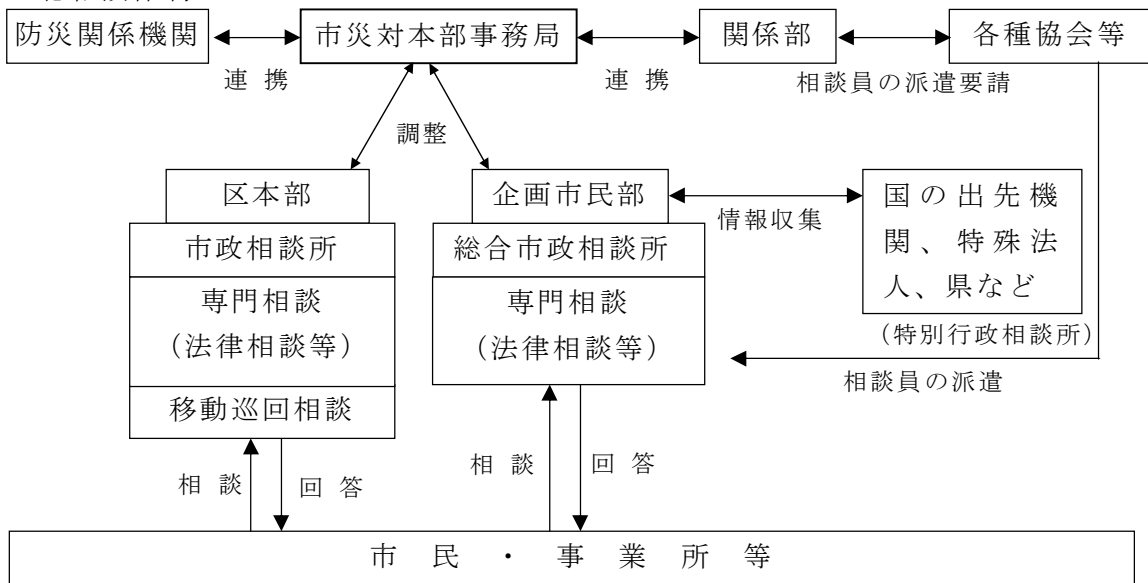 防災関係機関
市災対本部事務局
関係部
各種協会等
連携
連携
相談員の派遣要請
調整
区本部
企画市民部
国の出先機
関、特殊法
人、県など
情報収集
市政相談所
総合市政相談所
専門相談
(法律相談等)
専門相談
(法律相談等)
(特別行政相談所)
相談員の派遣
移動巡回相談
相談
回答
相談
回答
市民・事業所等